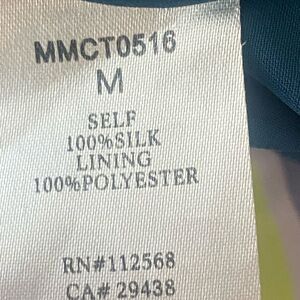 MMCT0516
M
SELF
100%SILK
LINING
100%POLYESTER
RN#112568
CA# 29438